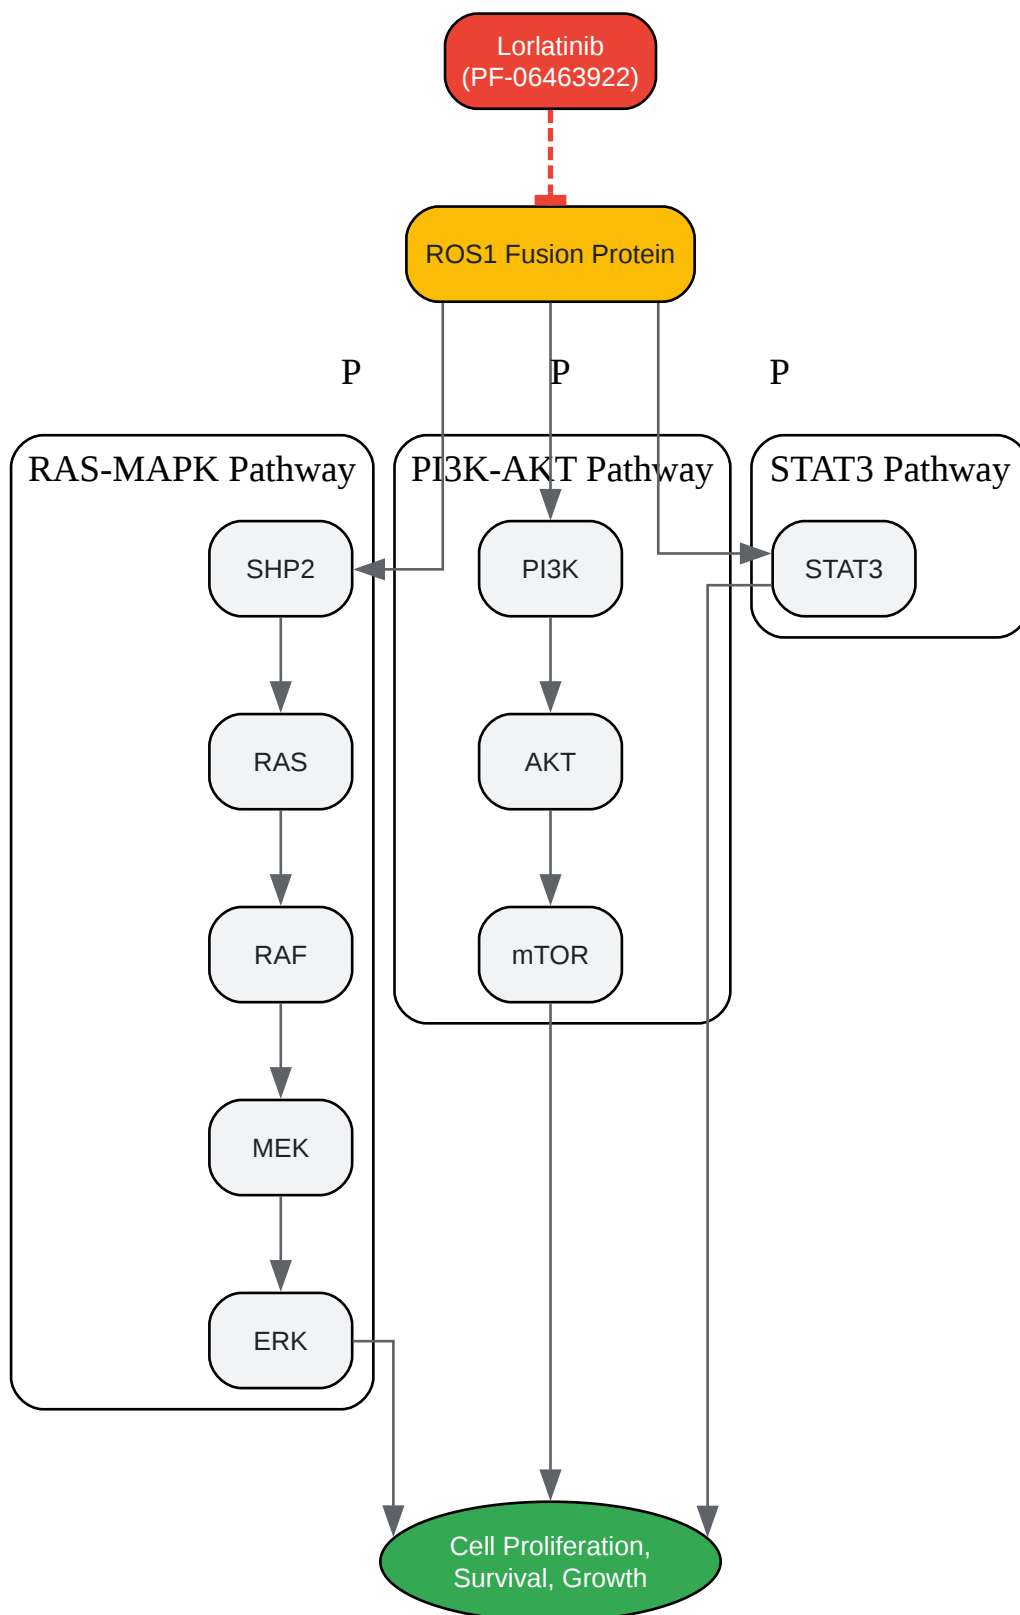 Lorlatinib
(PF-06463922)
ROS1 Fusion Protein
P
P
P
RAS-MAPK Pathway
PI3K-AKT Pathway
STAT3 Pathway
SHP2
PI3K
STAT3
RAS
AKT
RAF
mTOR
MEK
ERK
Cell Proliferation,
Survival, Growth